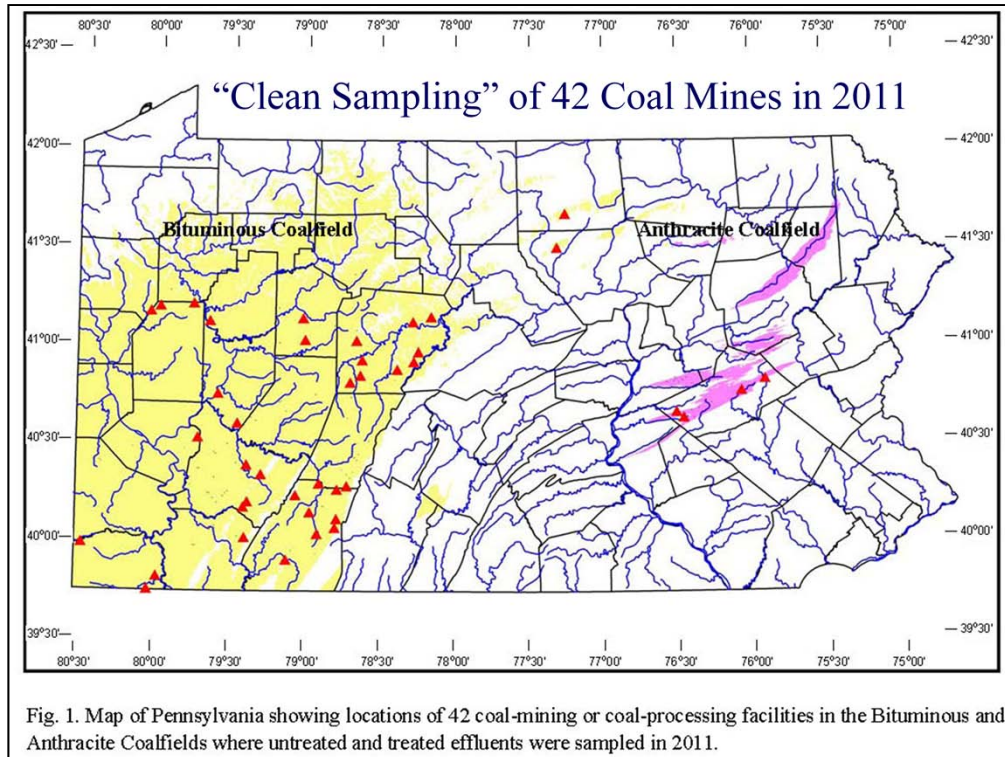 80°30' 80°00' 79°30' 79°00' 78°30' 78°00' 77°30' 77°00' 76°30' 76°00' 75°30' 75°00'
42°30' 42°30'
“Clean Sampling” of 42 Coal Mines in 2011
42°00' 42°00'
Bituminous Coalfield Anthracite Coalfield
41°30' 41°30'
41°00' 41°00'
40°30' 40°30'
40°00' 40°00'
39°30' 39°30'
80°30' 80°00' 79°30' 79°00' 78°30' 78°00' 77°30' 77°00' 76°30' 76°00' 75°30' 75°00'
Fig. 1. Map of Pennsylvania showing locations of 42 coal-mining or coal-processing facilities in the Bituminous and
Anthracite Coalfields where untreated and treated effluents were sampled in 2011.